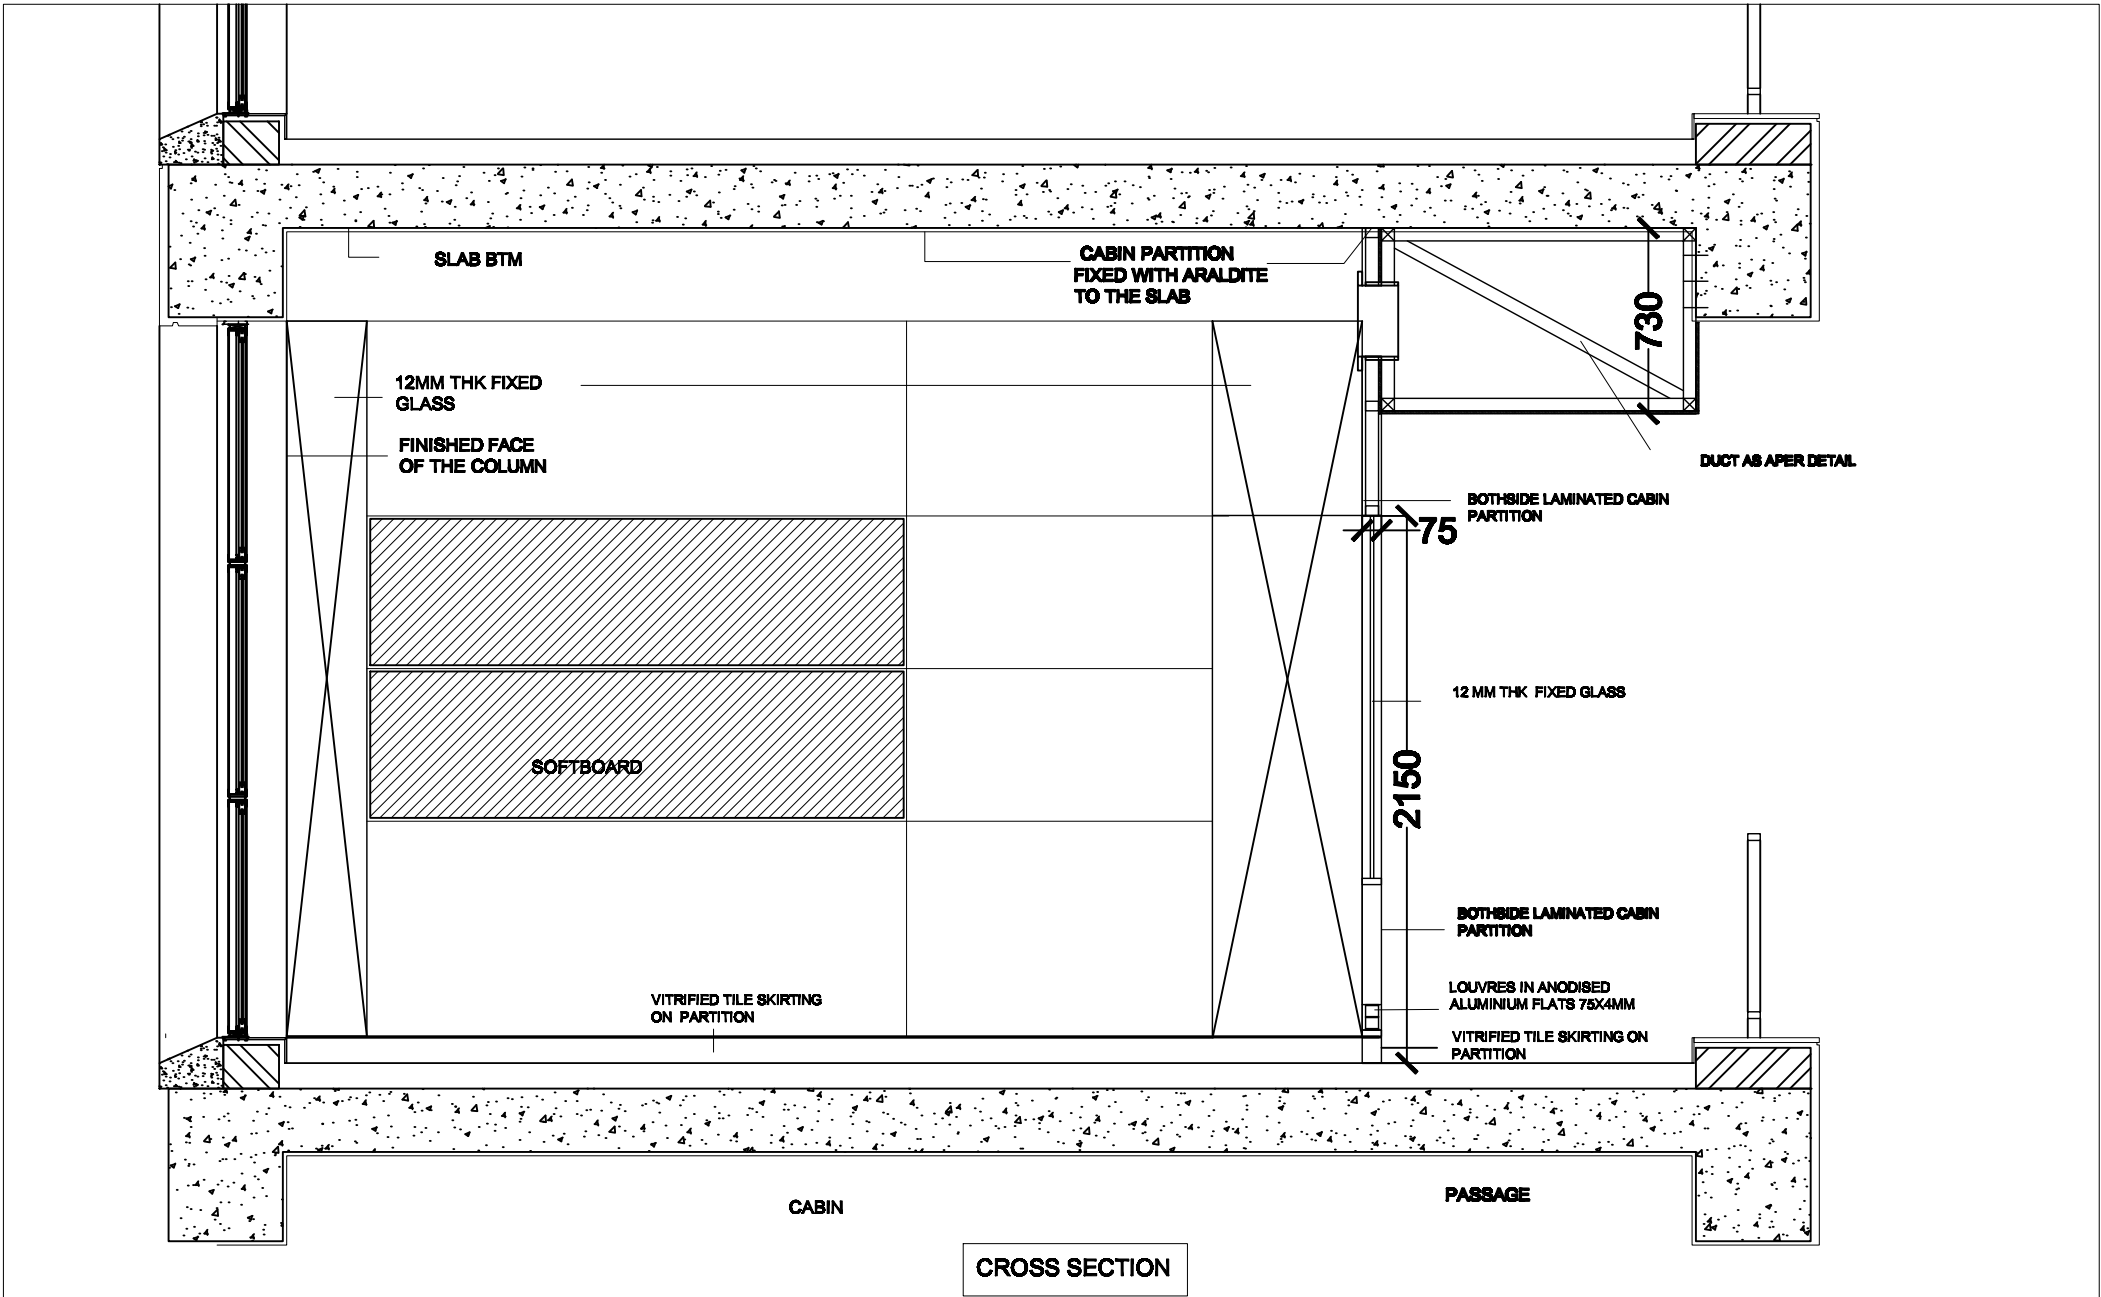 SLAB BTM
CABIN PARTITION
FIXED WITH ARALDITE
TO THE SLAB
730
12MM THK FIXED
GLASS
FINISHED FACE
OF THE COLUMN
DUCT AS APER DETAIL
BOTHSIDE LAMINATED CABIN
PARTITION
75
12 MM THK FIXED GLASS
SOFTBOARD
2150
BOTHSIDE LAMINATED CABIN
PARTITION
LOUVRES IN ANODISED
ALUMINIUM FLATS 75X4MM
VITRIFIED TILE SKIRTING
ON PARTITION
VITRIFIED TILE SKIRTING ON
PARTITION
CABIN
PASSAGE
CROSS SECTION